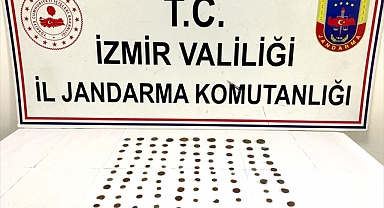 T.C.
İZMİR VALİLİĞİ
İL JANDARMA KOMUTANLIĞI
JANDARMA